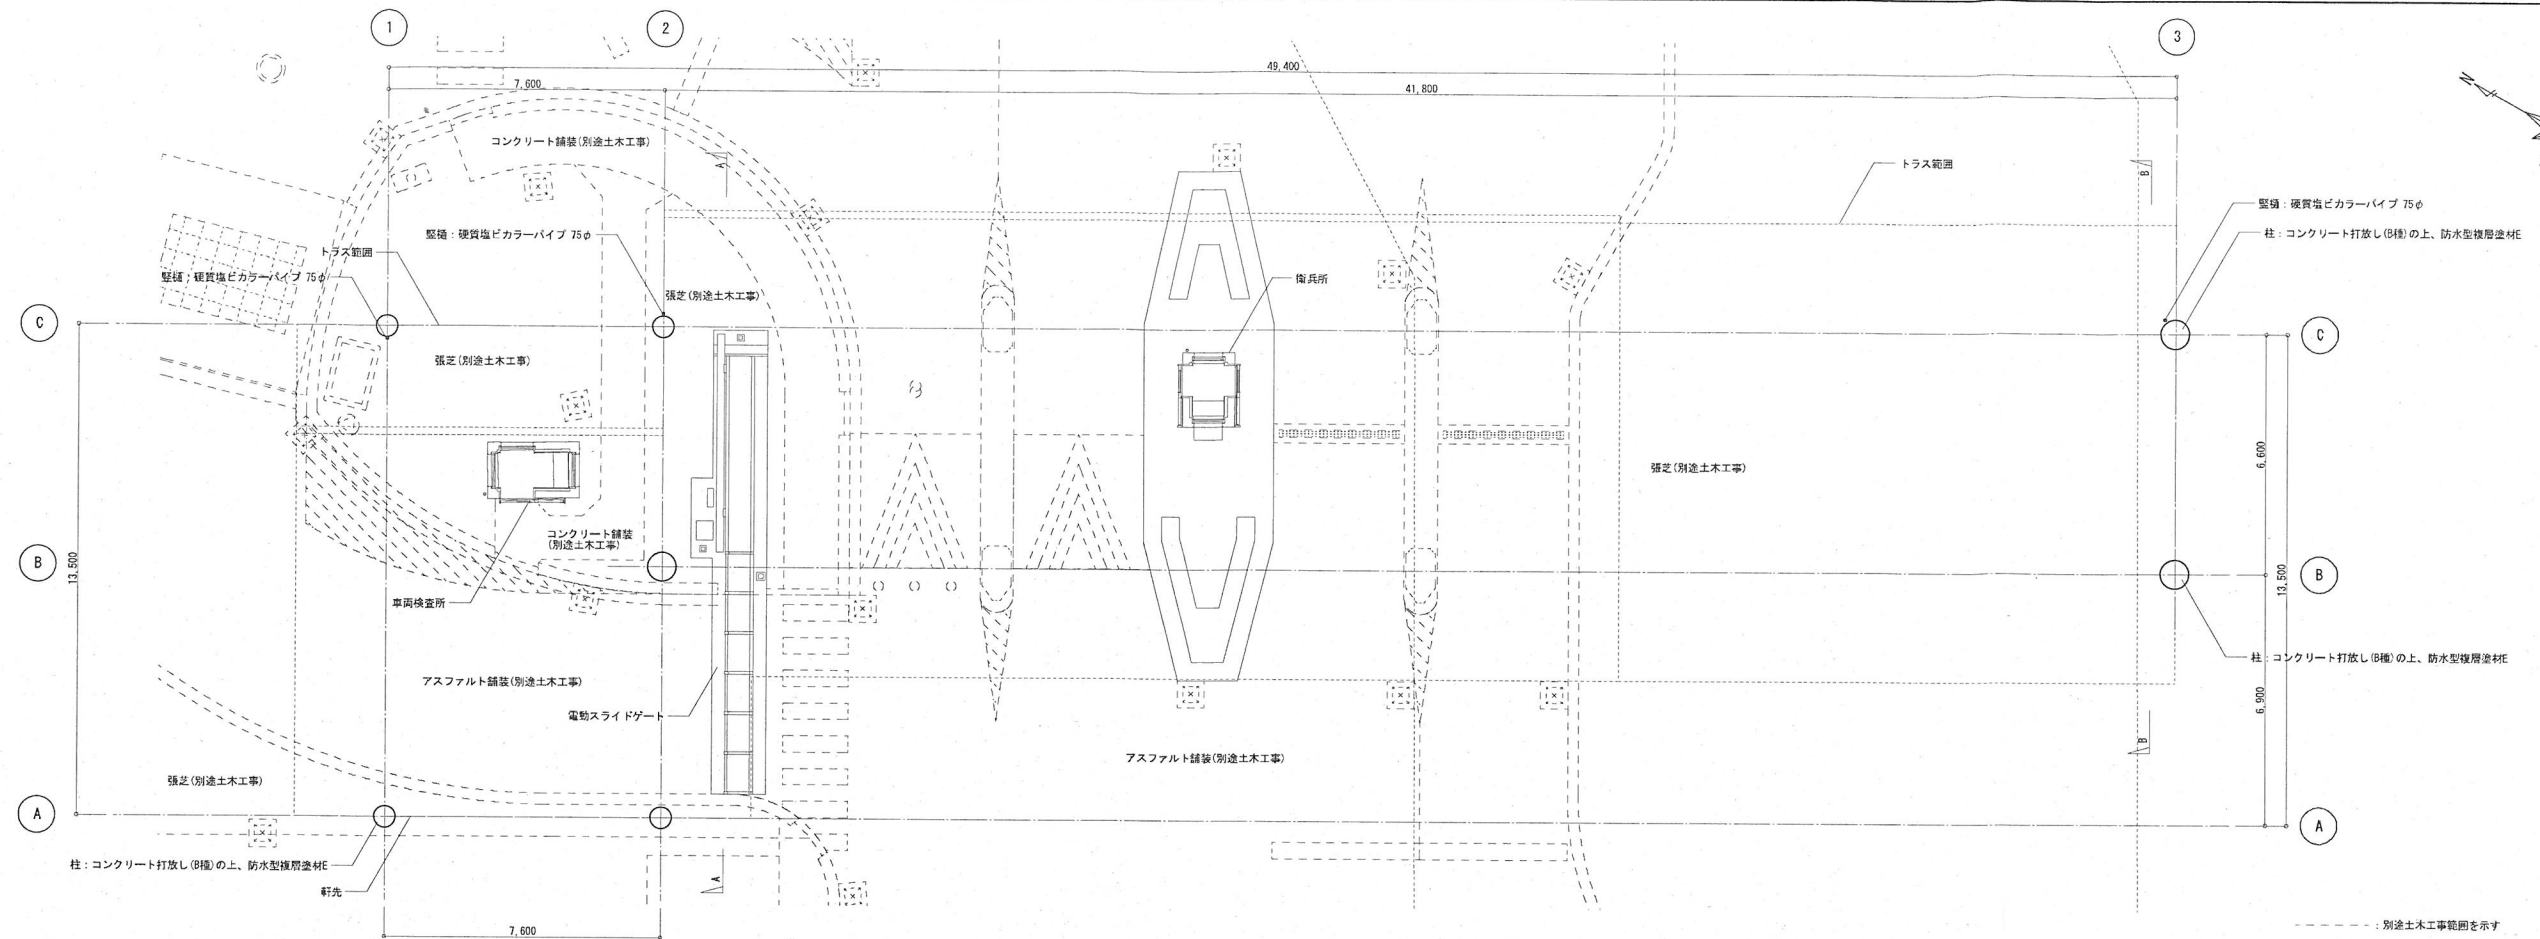 1
2
3
49,400
7,600
41,800
N
コンクリート舗装(別途土木工事)
A
トラス範囲
B
竪樋：硬質塩ビカラーパイプ 75φ
竪樋：硬質塩ビカラーパイプ 75φ
柱：コンクリート打放し(B種)の上、防水型複層塗材E
トラス範囲
竪樋：硬質塩ビカラーパイプ 75φ
衛兵所
張芝(別途土木工事)
C
C
張芝(別途土木工事)
6,600
張芝(別途土木工事)
コンクリート舗装
(別途土木工事)
B
13,500
B
13,500
車両検査所
柱：コンクリート打放し(B種)の上、防水型複層塗材E
アスファルト舗装(別途土木工事)
6,900
電動スライドゲート
B
アスファルト舗装(別途土木工事)
張芝(別途土木工事)
A
A
柱：コンクリート打放し(B種)の上、防水型複層塗材E
A
軒先
7,600
：別途土木工事範囲を示す